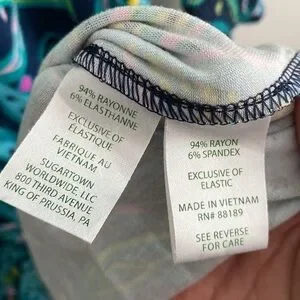 94% RAYONNE
6% ELASTHANNE
EXCLUSIVE OF
ELASTIQUE
FABRIQUE AU
VIETNAM
SUGARTOWN
WORLDWIDE LLC
800 THIRD AVENUE
KING OF PRUSSIA, PA
94% RAYON
6% SPANDEX
EXCLUSIVE OF
ELASTIC
MADE IN VIETNAM
RN# 88189
SEE REVERSE
FOR CARE